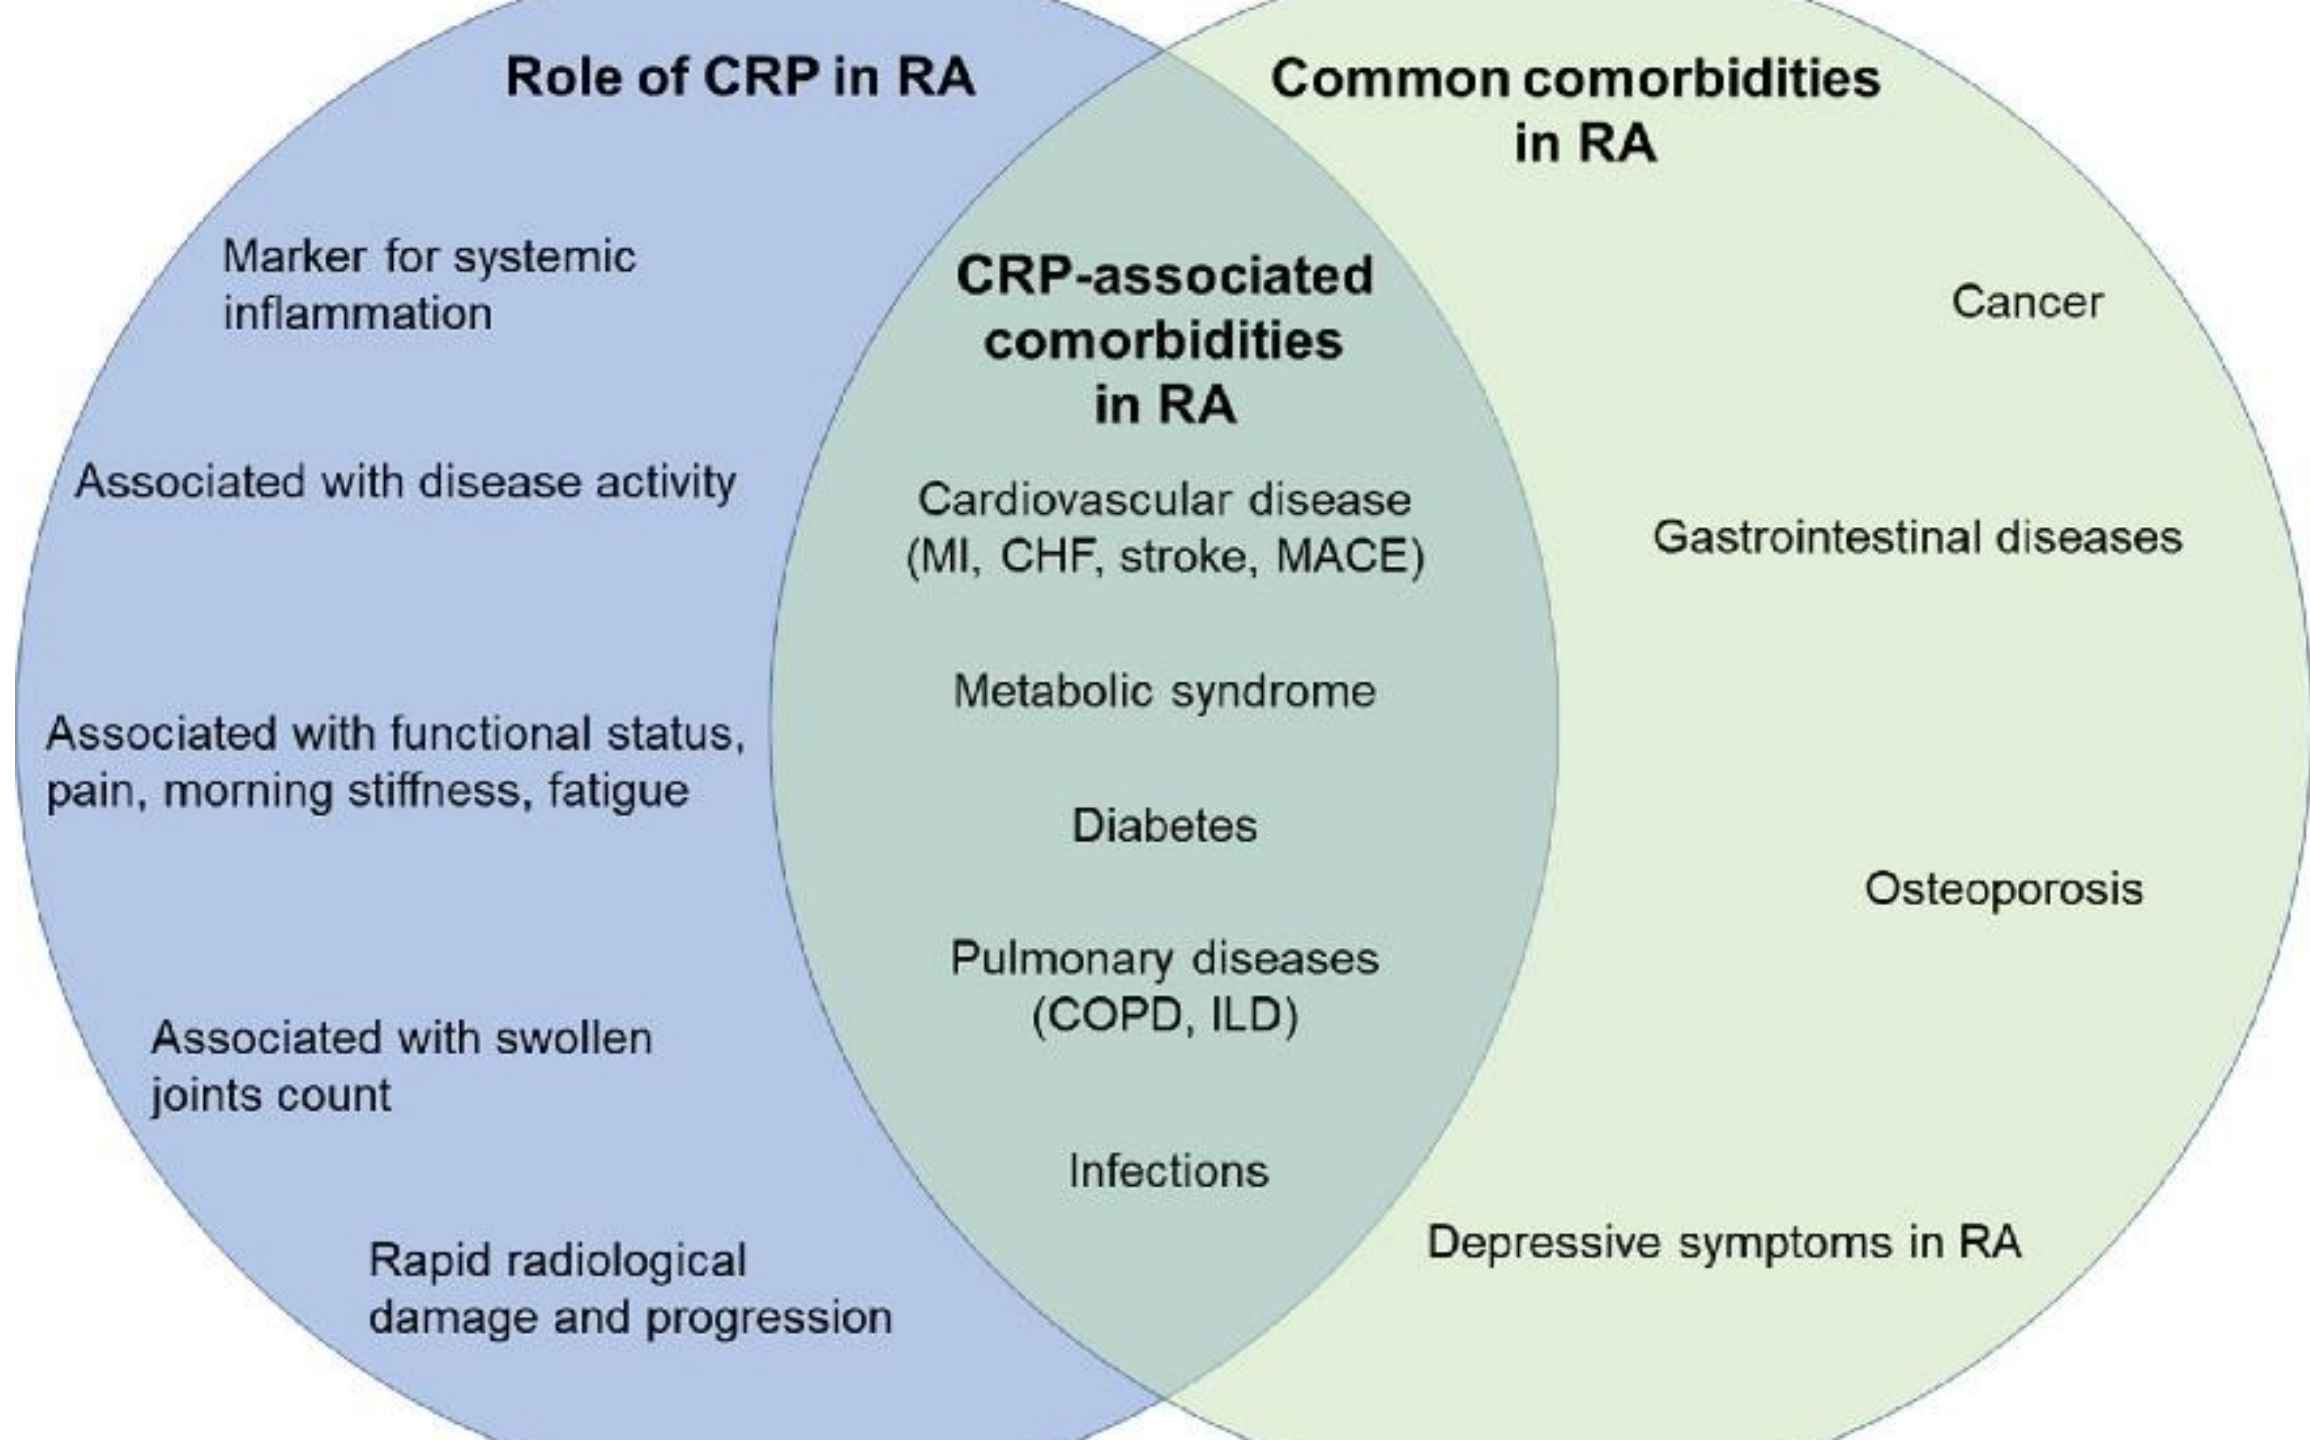 Role of CRP in RA
Marker for systemic
inflammation
Associated with disease activity
Associated with functional status,
pain, morning stiffness, fatigue
Associated with swollen
joints count
Rapid radiological
damage and progression
CRP-associated
comorbidities
in RA
Cardiovascular disease
(MI, CHF, stroke, MACE)
Metabolic syndrome
Diabetes
Pulmonary diseases
(COPD, ILD)
Infections
Common comorbidities
in RA
Cancer
Gastrointestinal diseases
Osteoporosis
Depressive symptoms in RA